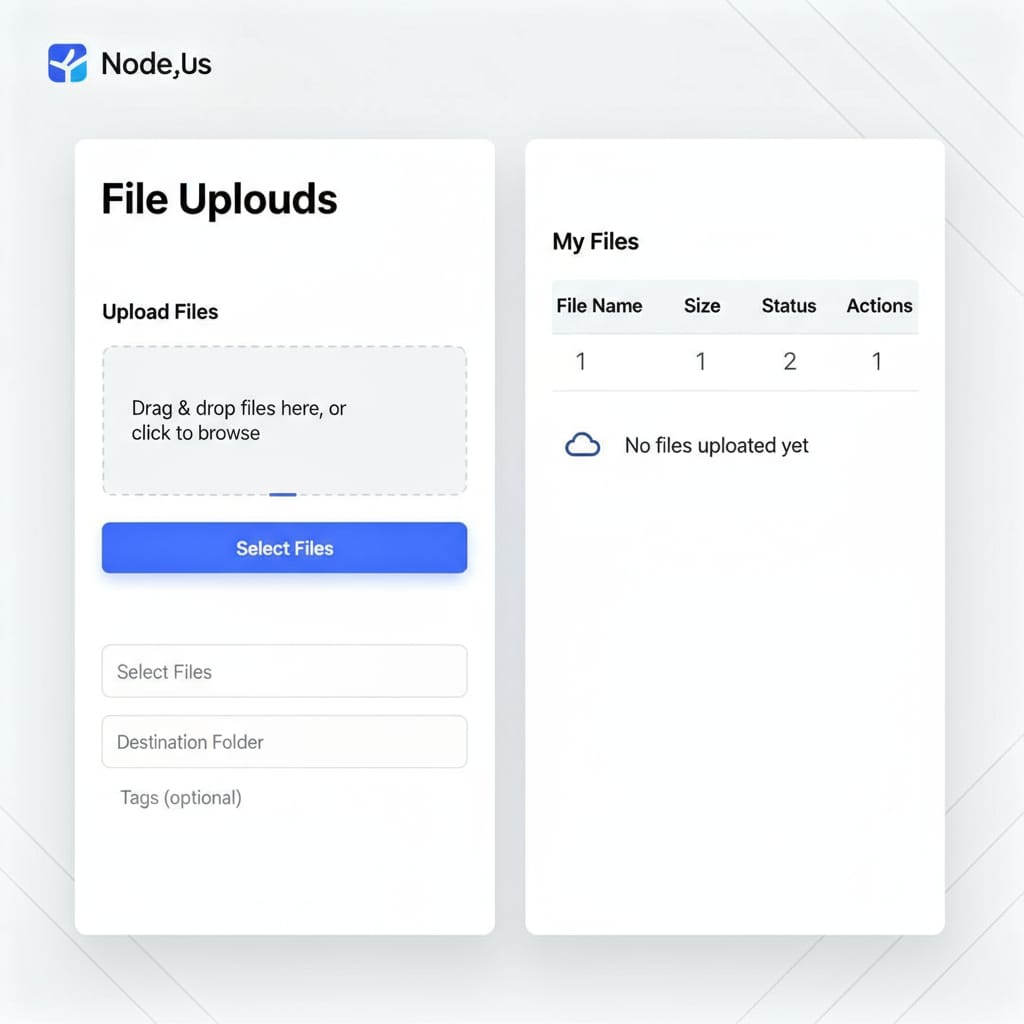 Node,Us
File Uplouds
Upload Files
Drag & drop files here, or
click to browse
Select Files
Select Files
Destination Folder
Tags (optional)
My Files
File Name Size Status Actions
1 1 2 1
No files uploaded yet